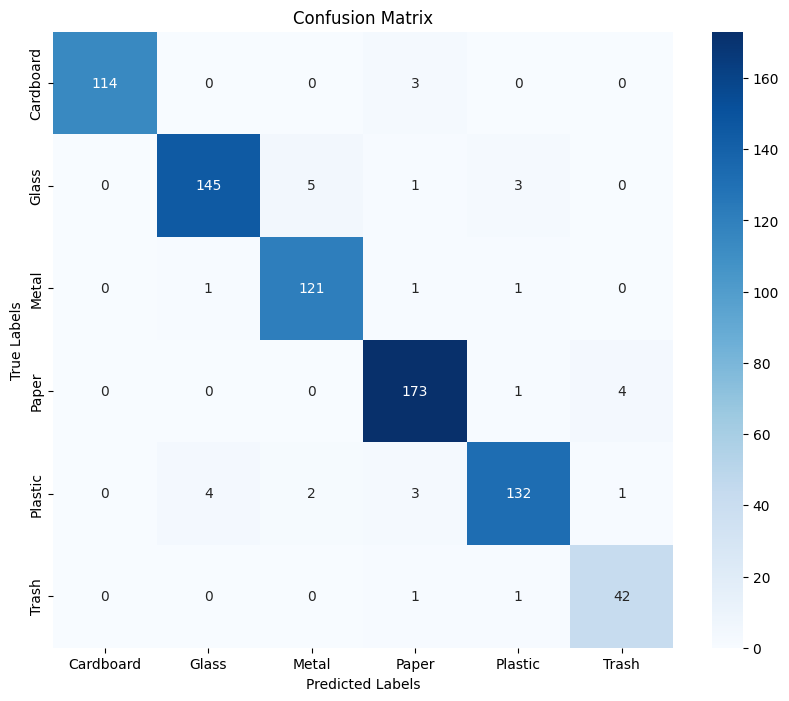 Confusion Matrix
Cardboard 114 0 0 3 0 0
Glass 0 145 5 1 3 0
Metal 0 1 121 1 1 0
Paper 0 0 0 173 1 4
Plastic 0 4 2 3 132 1
Trash 0 0 0 1 1 42
Cardboard Glass Metal Paper Plastic Trash
Predicted Labels
True Labels
160
140
120
100
80
60
40
20
0